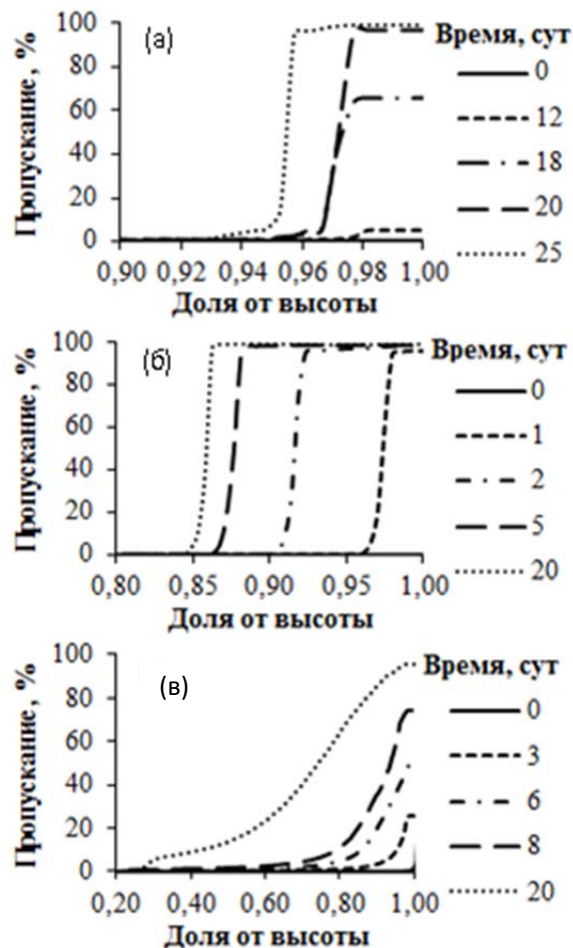 (а)
Пропускание, %
100
80
60
40
20
0
0,90 0,92 0,94 0,96 0,98 1,00
Доля от высоты
Время, сут
0
12
18
20
25
(б)
Пропускание, %
100
80
60
40
20
0
0,80 0,85 0,90 0,95 1,00
Доля от высоты
Время, сут
0
1
2
5
20
(в)
Пропускание, %
100
80
60
40
20
0
0,20 0,40 0,60 0,80 1,00
Доля от высоты
Время, сут
0
3
6
8
20